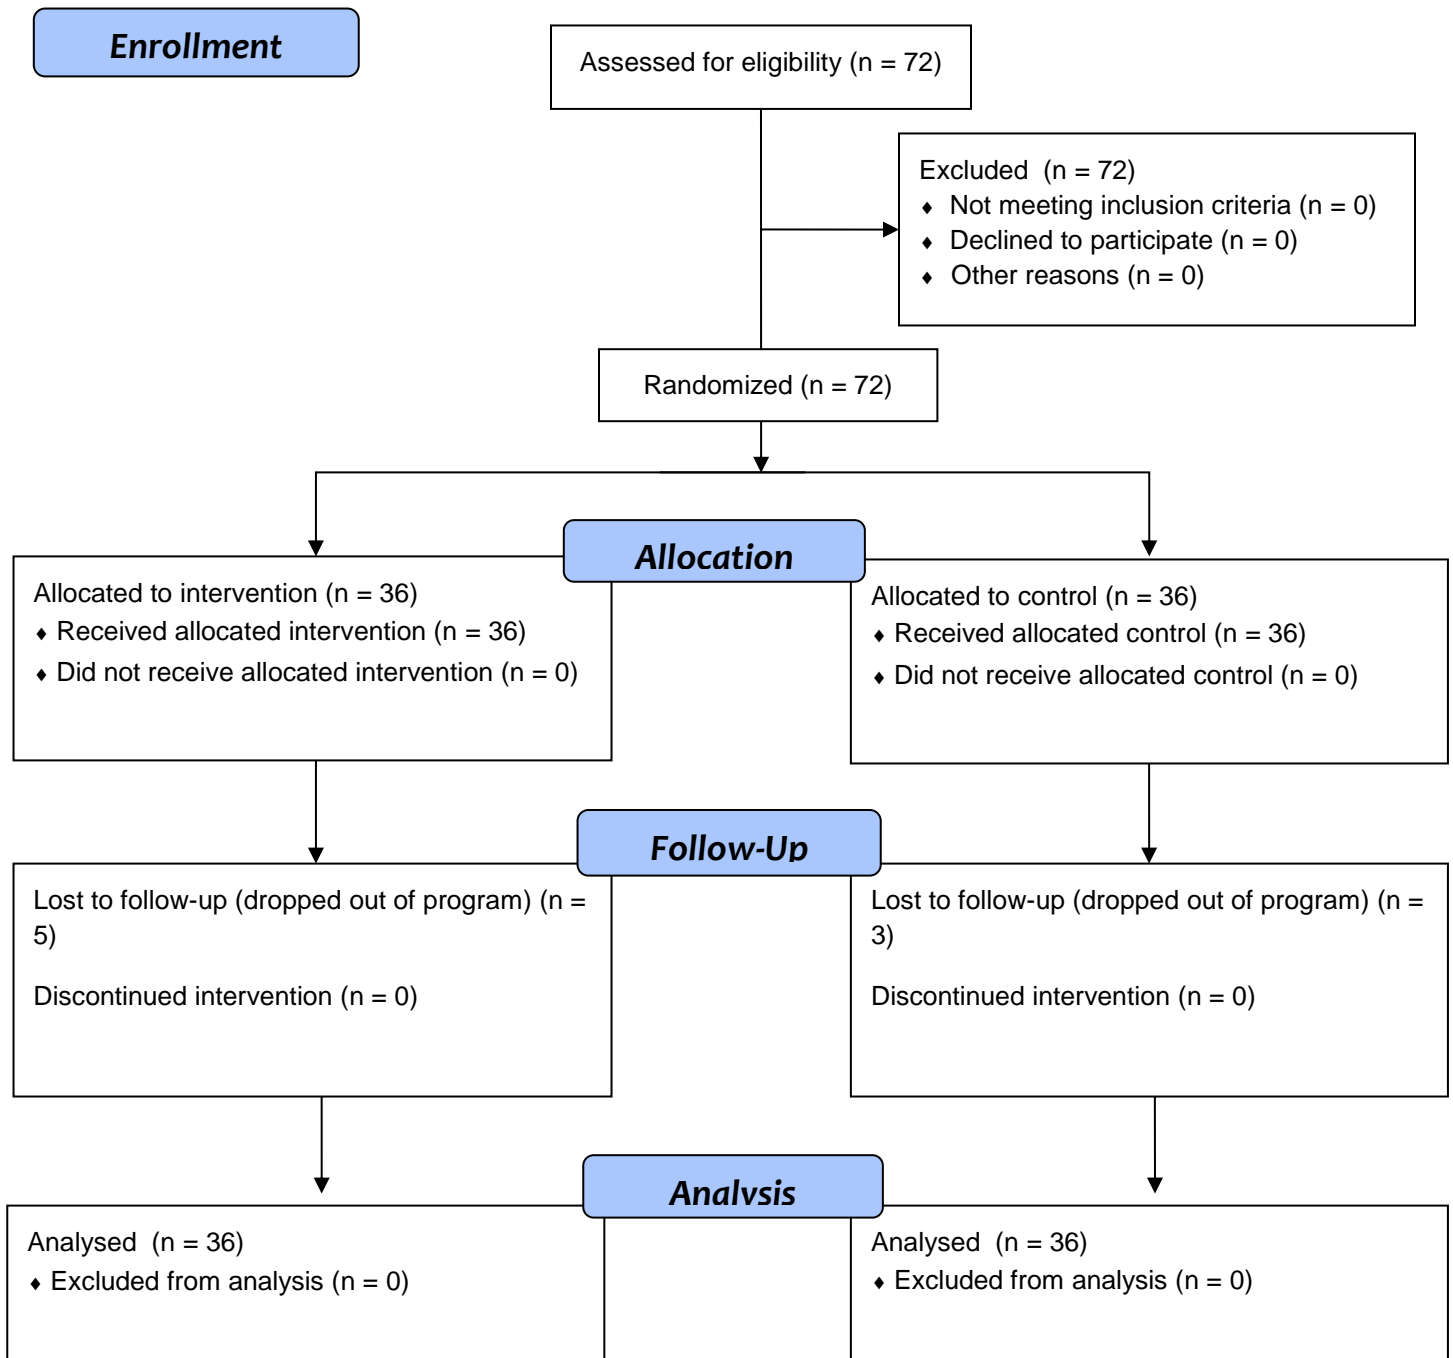 Enrollment
Assessed for eligibility (n = 72)
Excluded  (n = 72)
♦ Not meeting inclusion criteria (n = 0)
♦ Declined to participate (n = 0)
♦ Other reasons (n = 0)
Randomized (n = 72)
Allocation
Allocated to intervention (n = 36)
♦ Received allocated intervention (n = 36)
♦ Did not receive allocated intervention (n = 0)
Allocated to control (n = 36)
♦ Received allocated control (n = 36)
♦ Did not receive allocated control (n = 0)
Follow-Up
Lost to follow-up (dropped out of program) (n =
5)
Discontinued intervention (n = 0)
Lost to follow-up (dropped out of program) (n =
3)
Discontinued intervention (n = 0)
Analysis
Analysed  (n = 36)
♦ Excluded from analysis (n = 0)
Analysed  (n = 36)
♦ Excluded from analysis (n = 0)